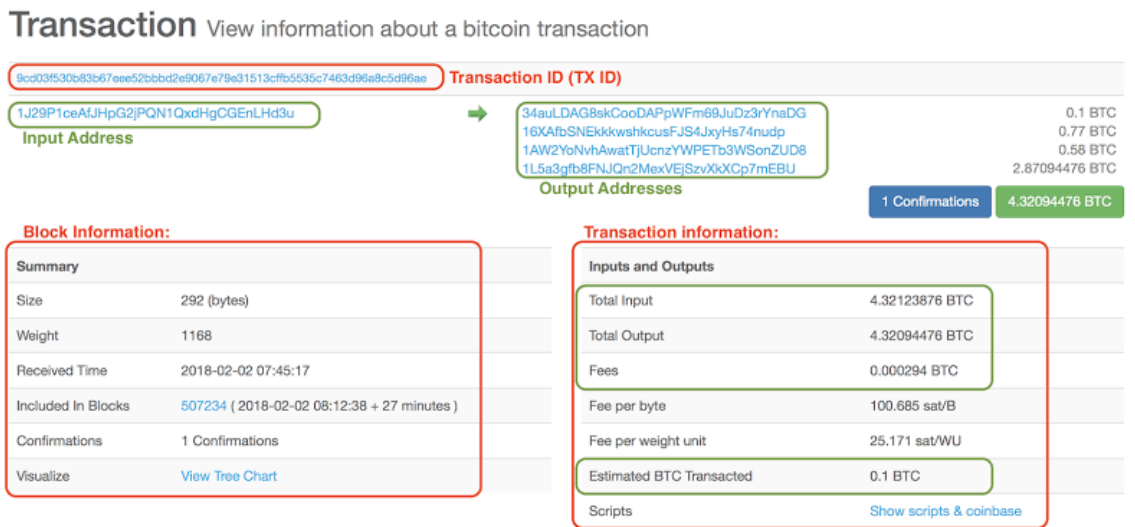 Transaction View information about a bitcoin transaction
9cd03f530b83b67eee52bbbd2e9067e79e31513cffb5535c7463d96a8c5d96ae Transaction ID (TX ID)
1J29P1ceAfJHpG2jPQN1QxdHgCGEnLHd3u 34auLDAG8skCooDAPpWFm69JuDz3rYnaDG 0.1 BTC
Input Address 16XAfbSNEkkkwshkcusFJS4JxyHs74nudp 0.77 BTC
1AW2YoNvhAwatTjUcnzYWPETb3WSonZUD8 0.58 BTC
1L5a3gfb8FNJQn2MexVEjSzvXkXCp7mEBU 2.87094476 BTC
Output Addresses
1 Confirmations 4.32094476 BTC
Block Information:
Summary
Size 292 (bytes)
Weight 1168
Received Time 2018-02-02 07:45:17
Included In Blocks 507234 ( 2018-02-02 08:12:38 + 27 minutes )
Confirmations 1 Confirmations
Visualize View Tree Chart
Transaction information:
Inputs and Outputs
Total Input 4.32123876 BTC
Total Output 4.32094476 BTC
Fees 0.000294 BTC
Fee per byte 100.685 sat/B
Fee per weight unit 25.171 sat/WU
Estimated BTC Transacted 0.1 BTC
Scripts Show scripts & coinbase